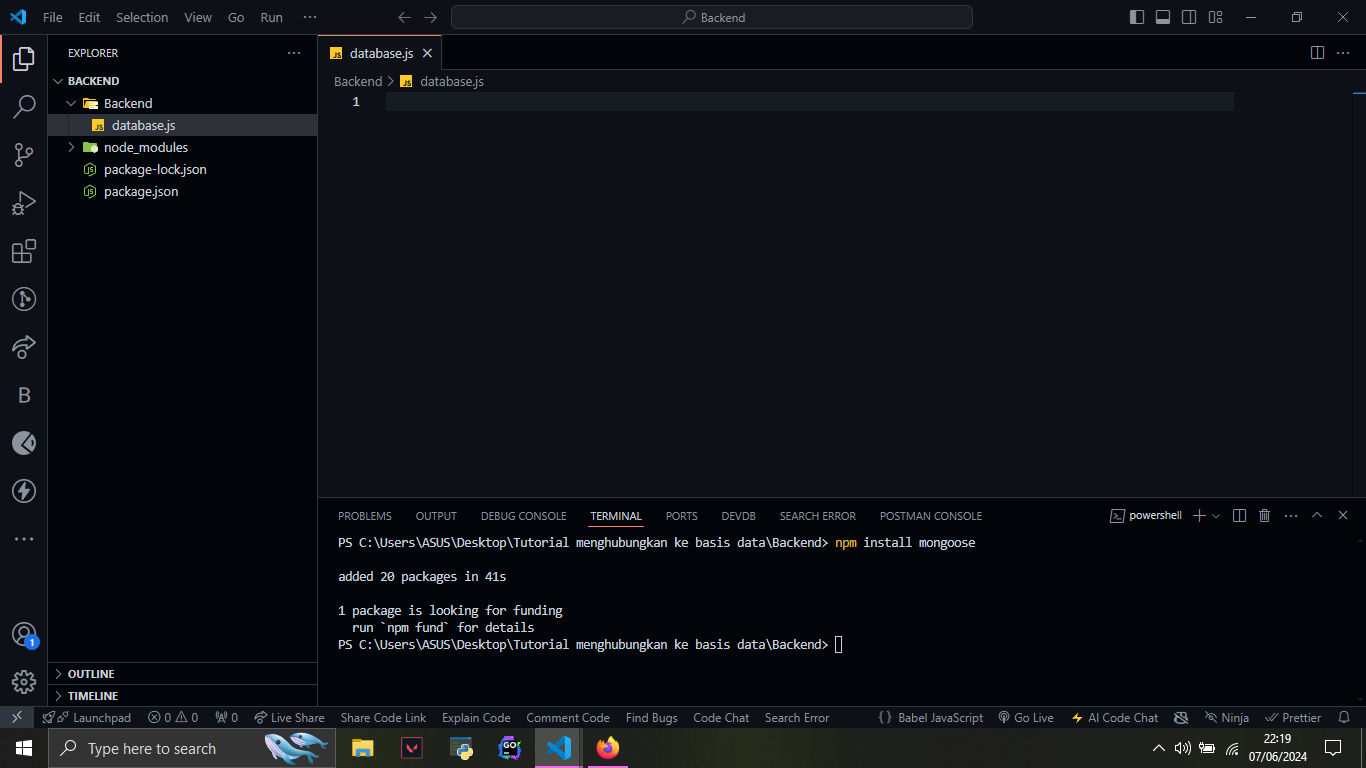 File Edit Selection View Go Run ···
Backend
EXPLORER ···
BACKEND
Backend
JS database.js
node_modules
package-lock.json
package.json
OUTLINE
TIMELINE
JS database.js ···
Backend > JS database.js
1
B
1
PROBLEMS OUTPUT DEBUG CONSOLE TERMINAL PORTS DEVDB SEARCH ERROR POSTMAN CONSOLE
powershell ···
PS C:\Users\ASUS\Desktop\Tutorial menghubungkan ke basis data\Backend> npm install mongoose
added 20 packages in 41s
1 package is looking for funding
run `npm fund` for details
PS C:\Users\ASUS\Desktop\Tutorial menghubungkan ke basis data\Backend>
Launchpad 0 0 0 Live Share Share Code Link Explain Code Comment Code Find Bugs Code Chat Search Error {} Babel JavaScript Go Live AI Code Chat Ninja Prettier
Type here to search
GO
22:19
07/06/2024